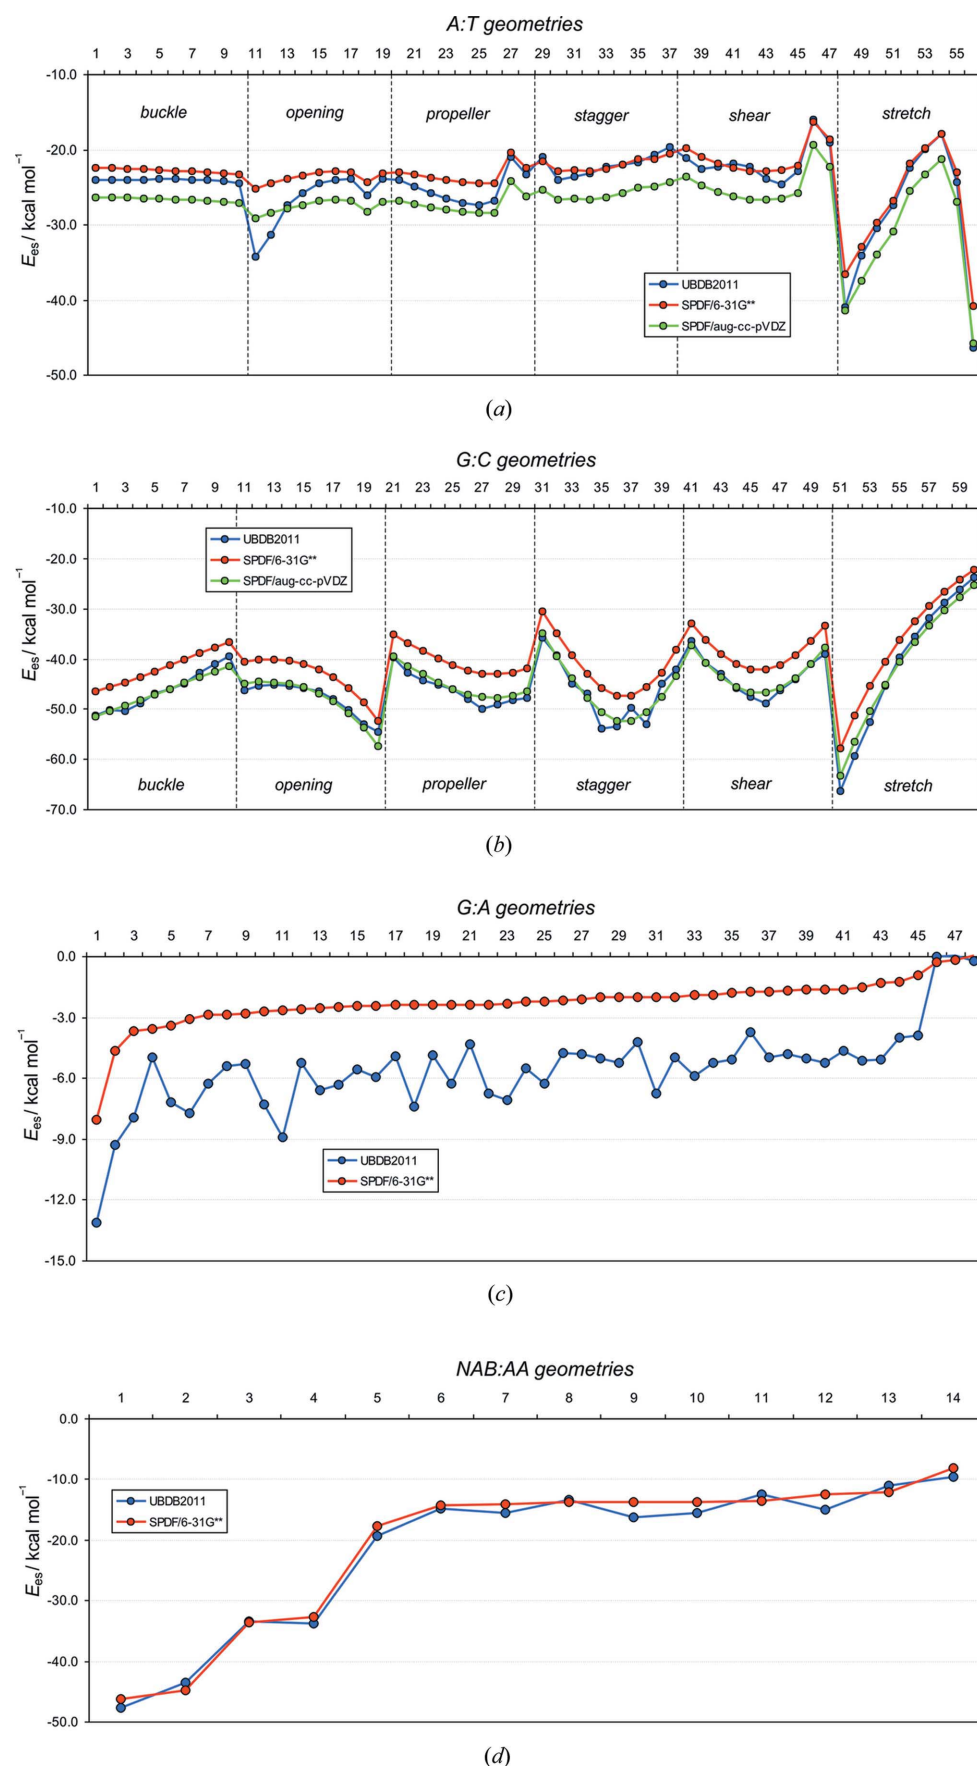 A:T geometries
1 3 5 7 9 11 13 15 17 19 21 23 25 27 29 31 33 35 37 39 41 43 45 47 49 51 53 55
-10.0
buckle opening propeller stagger shear stretch
-20.0
-30.0
E_es / kcal mol⁻¹
UBDB2011
SPDF/6-31G**
SPDF/aug-cc-pVDZ
-40.0
-50.0
(a)
G:C geometries
1 3 5 7 9 11 13 15 17 19 21 23 25 27 29 31 33 35 37 39 41 43 45 47 49 51 53 55 57 59
-10.0
UBDB2011
SPDF/6-31G**
SPDF/aug-cc-pVDZ
-20.0
-30.0
E_es / kcal mol⁻¹
-40.0
-50.0
-60.0
buckle opening propeller stagger shear stretch
-70.0
(b)
G:A geometries
1 3 5 7 9 11 13 15 17 19 21 23 25 27 29 31 33 35 37 39 41 43 45 47
0.0
-3.0
E_es / kcal mol⁻¹
-6.0
-9.0
UBDB2011
SPDF/6-31G**
-12.0
-15.0
(c)
NAB:AA geometries
1 2 3 4 5 6 7 8 9 10 11 12 13 14
0.0
-10.0
UBDB2011
SPDF/6-31G**
E_es / kcal mol⁻¹
-20.0
-30.0
-40.0
-50.0
(d)